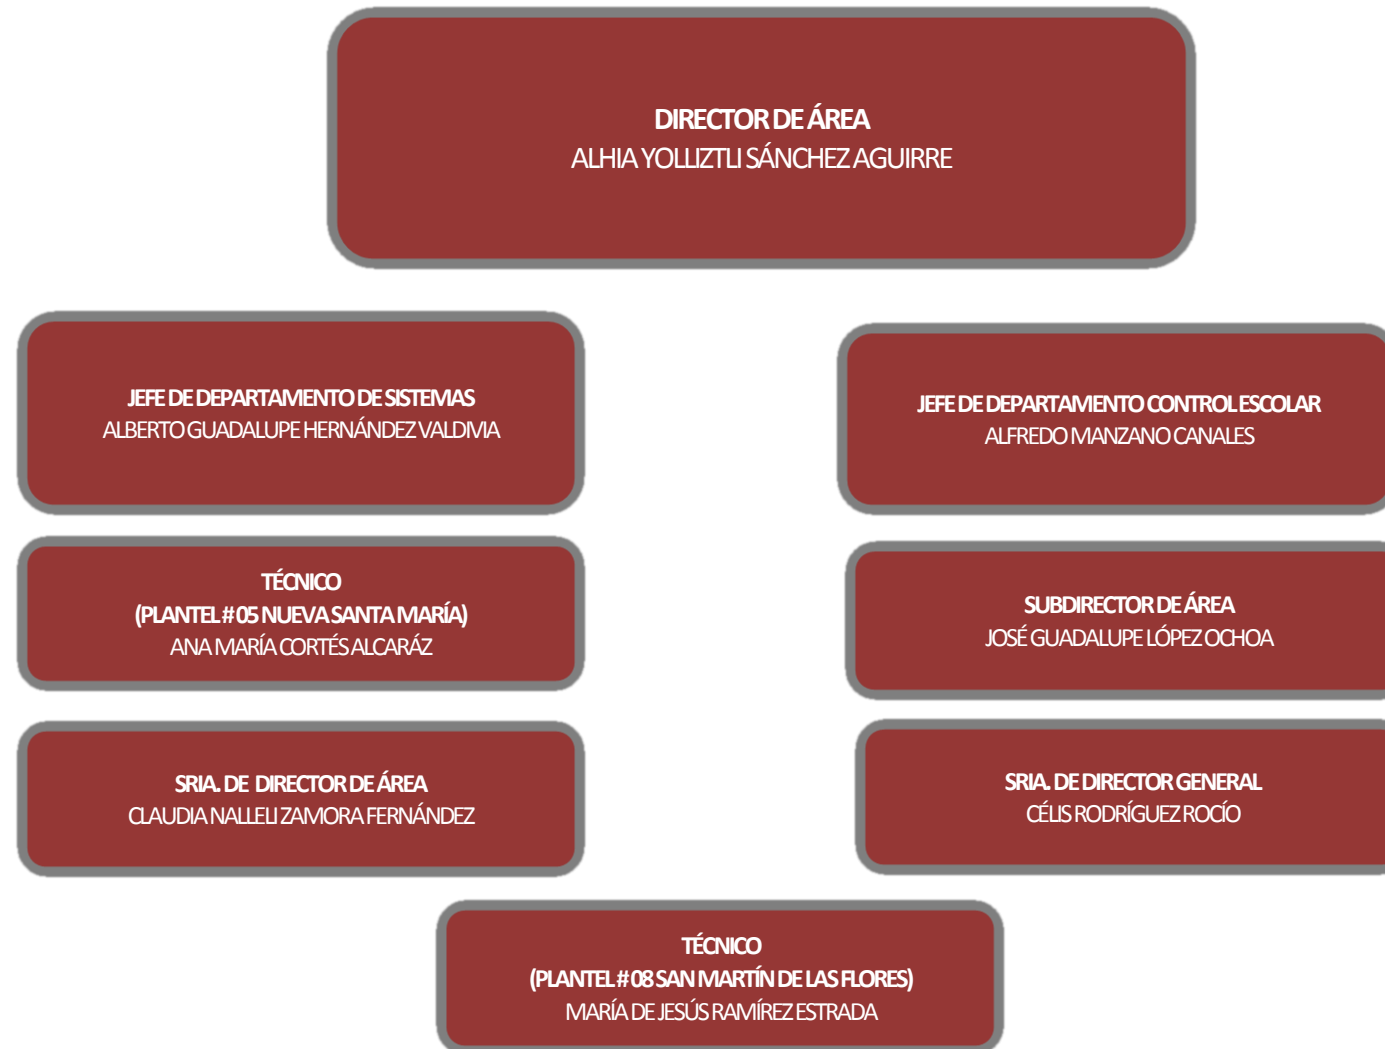 DIRECTOR DE ÁREA
ALHIA YOLLIZTLI SÁNCHEZ AGUIRRE
JEFE DE DEPARTAMENTO DE SISTEMAS
ALBERTO GUADALUPE HERNÁNDEZ VALDIVIA
JEFE DE DEPARTAMENTO CONTROL ESCOLAR
ALFREDO MANZANO CANALES
TÉCNICO
(PLANTEL # 05 NUEVA SANTA MARÍA)
ANA MARÍA CORTÉS ALCARÁZ
SUBDIRECTOR DE ÁREA
JOSÉ GUADALUPE LÓPEZ OCHOA
SRIA. DE DIRECTOR DE ÁREA
CLAUDIA NALLELI ZAMORA FERNÁNDEZ
SRIA. DE DIRECTOR GENERAL
CÉLIS RODRÍGUEZ ROCÍO
TÉCNICO
(PLANTEL # 08 SAN MARTÍN DE LAS FLORES)
MARÍA DE JESÚS RAMÍREZ ESTRADA